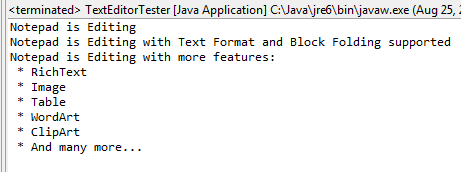 <terminated> TextEditorTester [Java Application] C:\Java\jre6\bin\javaw.exe (Aug 25, 2
Notepad is Editing
Notepad is Editing with Text Format and Block Folding supported
Notepad is Editing with more features:
 * RichText
 * Image
 * Table
 * WordArt
 * ClipArt
 * And many more...